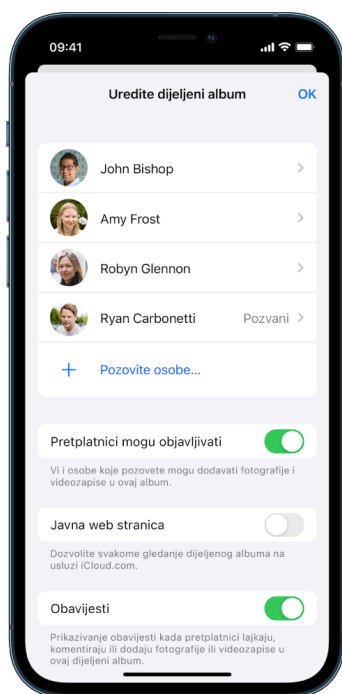 09:41
Uredite dijeljeni album OK
John Bishop
Amy Frost
Robyn Glennon
Ryan Carbonetti Pozvani
Pozovite osobe...
Pretplatnici mogu objavljivati
Vi i osobe koje pozovete mogu dodavati fotografije i
videozapise u ovaj album.
Javna web stranica
Dozvolite svakome gledanje dijeljenog albuma na
usluzi iCloud.com.
Obavijesti
Prikazivanje obavijesti kada pretplatnici lajkaju,
komentiraju ili dodaju fotografije ili videozapise u
ovaj dijeljeni album.